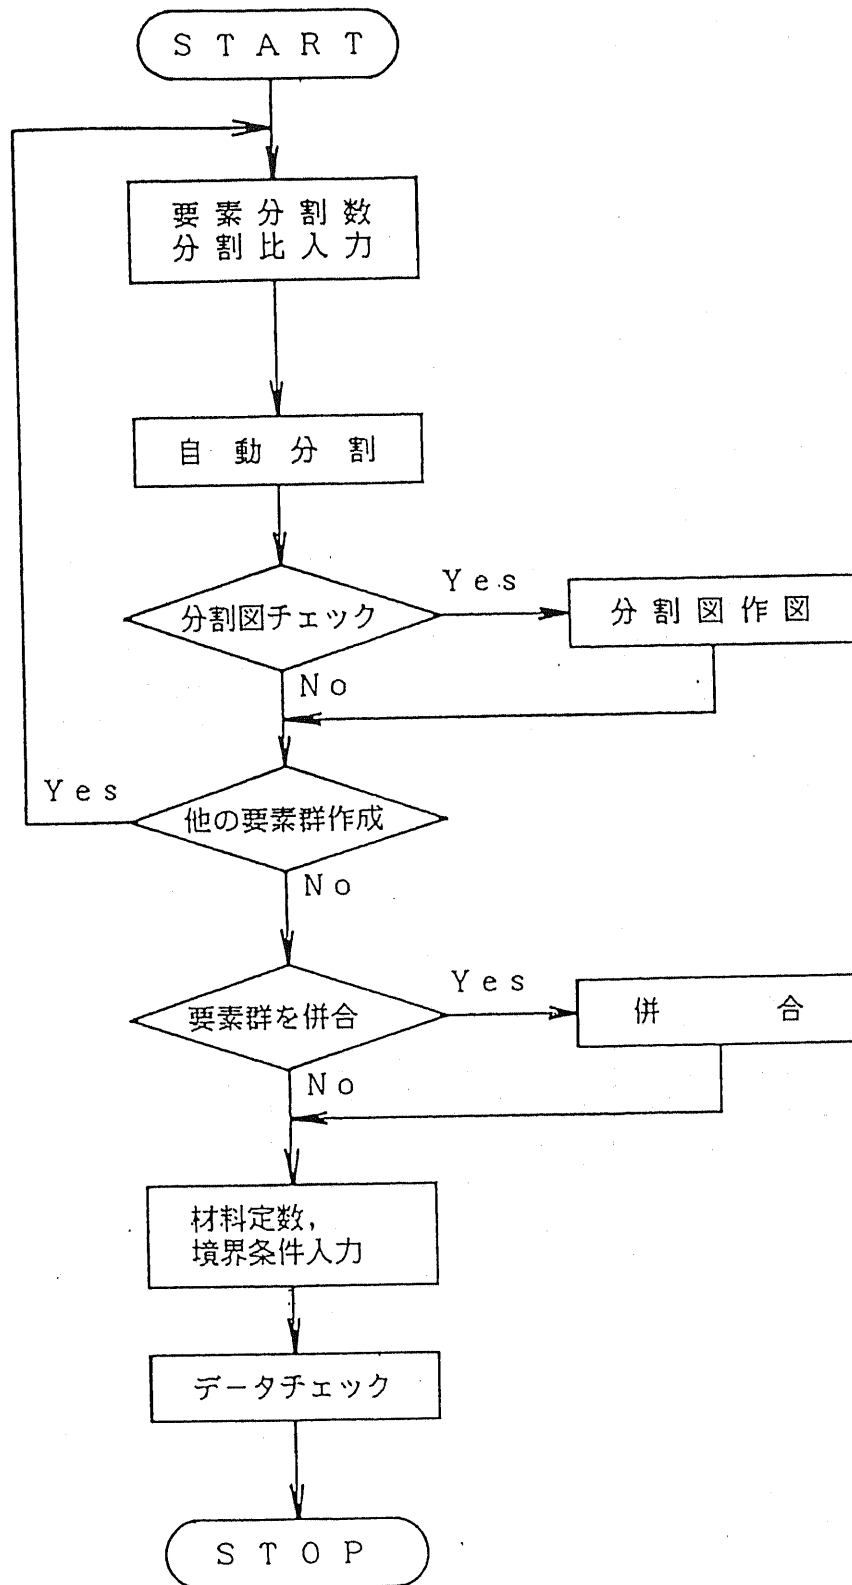 START
要素分割数
分割比入力
自動分割
分割図チェック
Yes
分割図作図
No
他の要素群作成
Yes
No
要素群を併合
Yes
併合
No
材料定数,
境界条件入力
データチェック
STOP